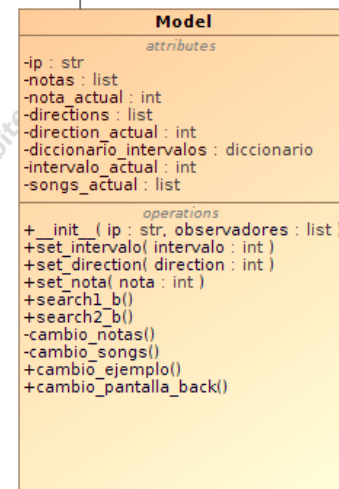 Model
attributes
-ip : str
-notas : list
-nota_actual : int
-directions : list
-direction_actual : int
-diccionario_intervalos : diccionario
-intervalo_actual : int
-songs_actual : list
operations
+__init__( ip : str, observadores : list )
+set_intervalo( intervalo : int )
+set_direction( direction : int )
+set_nota( nota : int )
+search1_b()
+search2_b()
-cambio_notas()
-cambio_songs()
+cambio_ejemplo()
+cambio_pantalla_back()